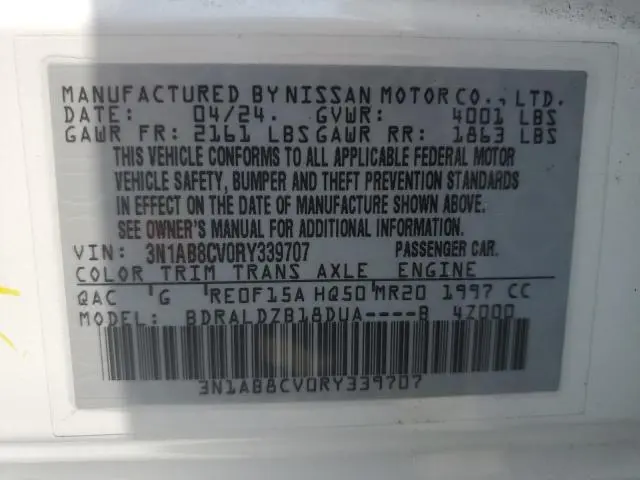 MANUFACTURED BY NISSAN MOTOR CO., LTD.
DATE: 04/24. GVWR: 4001 LBS
GAWR FR: 2161 LBS GAWR RR: 1863 LBS
THIS VEHICLE CONFORMS TO ALL APPLICABLE FEDERAL MOTOR
VEHICLE SAFETY, BUMPER AND THEFT PREVENTION STANDARDS
IN EFFECT ON THE DATE OF MANUFACTURE SHOWN ABOVE.
SEE OWNER'S MANUAL FOR ADDITIONAL INFORMATION.
VIN: 3N1AB8CV0RY339707 PASSENGER CAR.
COLOR TRIM TRANS AXLE ENGINE
QAC G RE0F15A HQ50 MR20 1997 CC
MODEL: BDRALDZB18DUA----B 4Z000
3N1AB8CV0RY339707